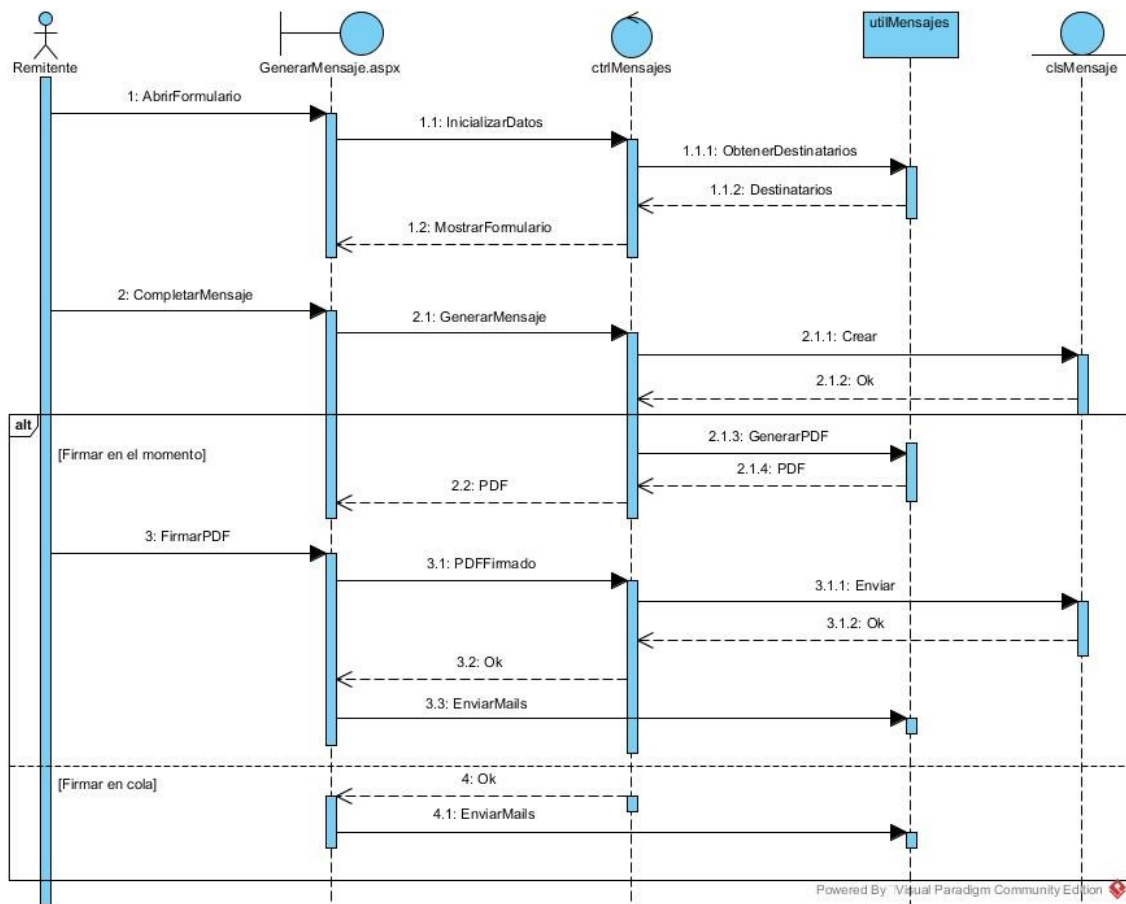 utilMensajes
Remitente
GenerarMensaje.aspx
ctrlMensajes
clsMensaje
1: AbrirFormulario
1.1: InicializarDatos
1.1.1: ObtenerDestinatarios
1.1.2: Destinatarios
1.2: MostrarFormulario
2: CompletarMensaje
2.1: GenerarMensaje
2.1.1: Crear
2.1.2: Ok
alt
[Firmar en el momento]
2.1.3: GenerarPDF
2.1.4: PDF
2.2: PDF
3: FirmarPDF
3.1: PDFFirmado
3.1.1: Enviar
3.1.2: Ok
3.2: Ok
3.3: EnviarMails
[Firmar en cola]
4: Ok
4.1: EnviarMails
Powered By Visual Paradigm Community Edition